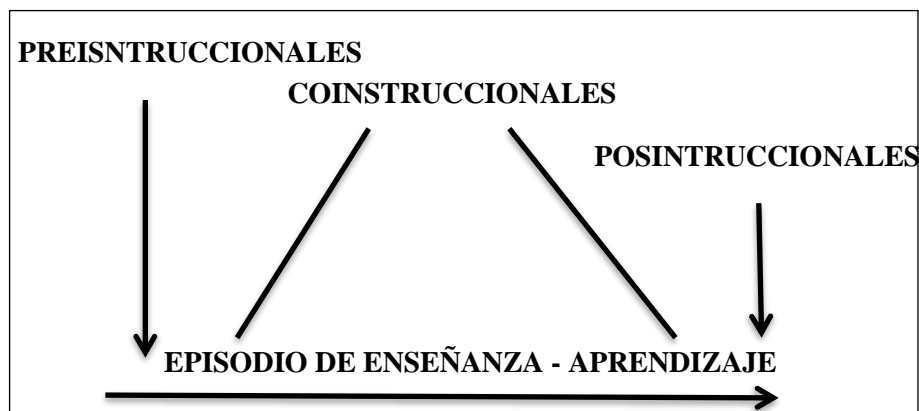 PREISNTRUCCIONALES
COINSTRUCCIONALES
POSINTRUCCIONALES
EPISODIO DE ENSEÑANZA - APRENDIZAJE